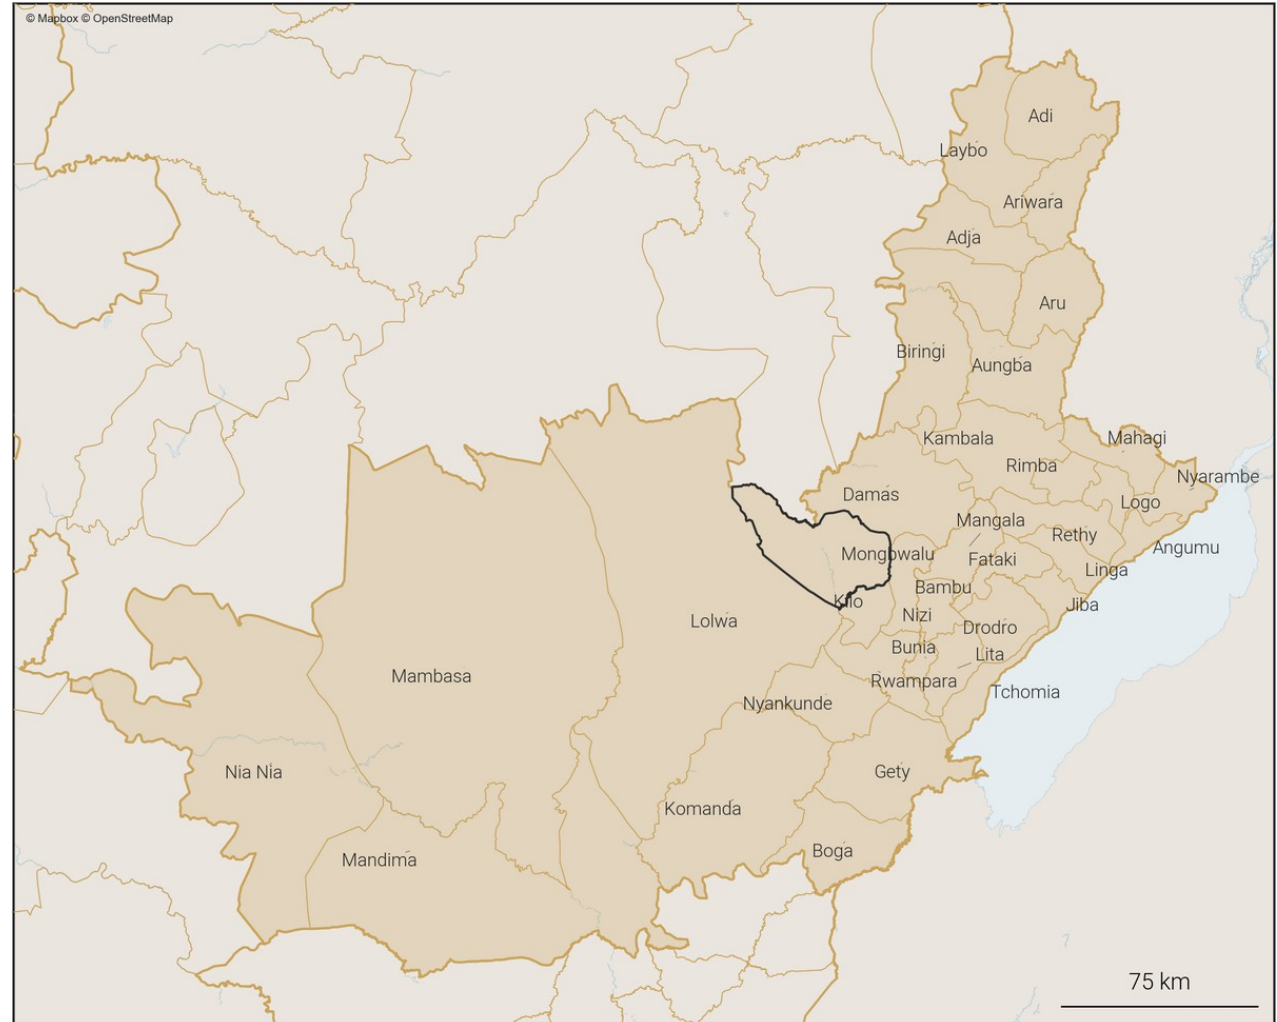 © Mapbox © OpenStreetMap
Adi
Laybo
Ariwara
Adja
Aru
Biringi
Aungba
Kambala
Mahagi
Rimba
Nyarambe
Damas
Logo
Mangala
Rethy
Mongbwalu
Fataki
Angumu
Linga
Bambu
Kilo
Jiba
Nizi
Lolwa
Drodro
Bunia
Lita
Mambasa
Rwampara
Tchomia
Nyankunde
Nia Nia
Gety
Komanda
Boga
Mandima
75 km